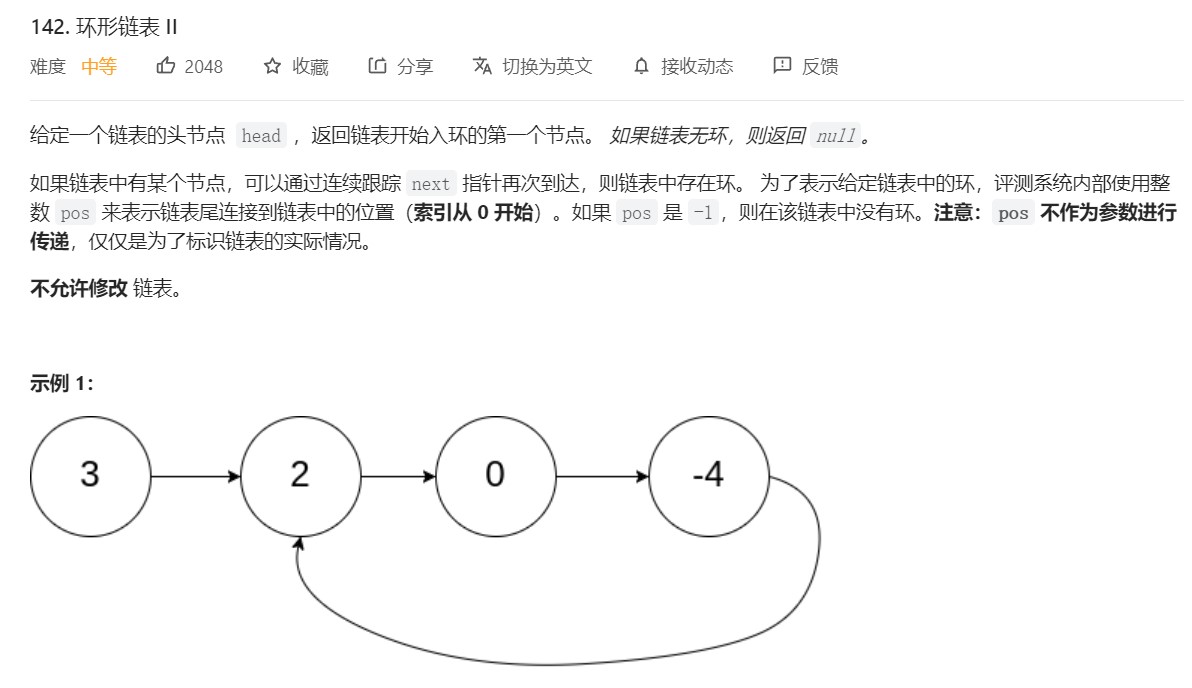 142. 环形链表 II
难度 中等 2048 收藏 分享 切换为英文 接收动态 反馈
给定一个链表的头节点 head ，返回链表开始入环的第一个节点。 如果链表无环，则返回 null。
如果链表中有某个节点，可以通过连续跟踪 next 指针再次到达，则链表中存在环。 为了表示给定链表中的环，评测系统内部使用整
数 pos 来表示链表尾连接到链表中的位置（索引从 0 开始）。如果 pos 是 -1，则在该链表中没有环。注意：pos 不作为参数进行
传递，仅仅是为了标识链表的实际情况。
不允许修改 链表。
示例 1：
3 2 0 -4